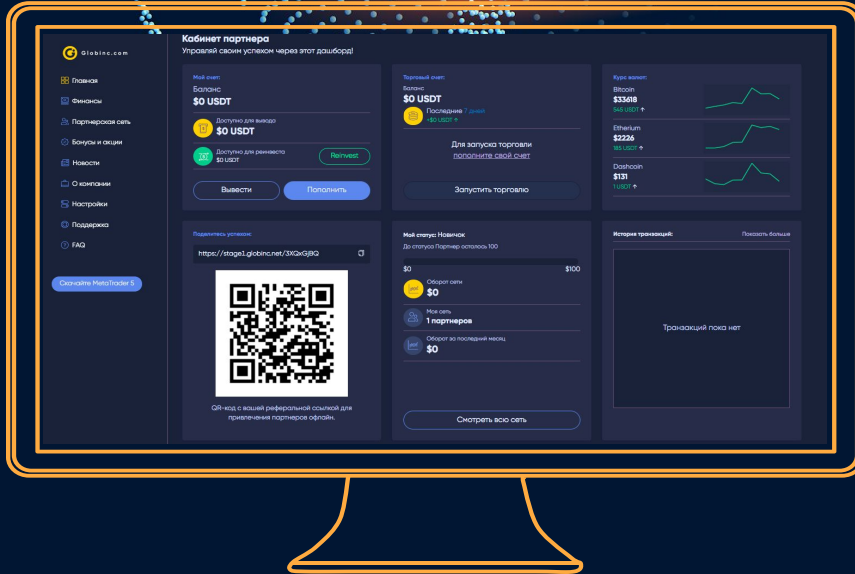 Globinc.com
Главная
Финансы
Партнерская сеть
Бонусы и акции
Новости
О компании
Настройки
Поддержка
FAQ
Скачайте MetaTrader 5
Кабинет партнера
Управляй своим успехом через этот дашборд!
Мой счет:
Баланс
$0 USDT
Доступно для вывода
$0 USDT
Доступно для реинвеста
$0 USDT
Reinvest
Вывести
Пополнить
Торговый счет:
Баланс
$0 USDT
Последние 7 дней
+$0 USDT ↑
Для запуска торговли
пополните свой счет
Запустить торговлю
Курс валют:
Bitcoin
$33618
545 USDT ↑
Etherium
$2226
185 USDT ↑
Dashcoin
$131
1 USDT ↑
Поделитесь успехом:
https://stage1.globinc.net/3XQxGjBQ
QR-код с вашей реферальной ссылкой для
привлечения партнеров офлайн.
Мой статус: Новичок
До статуса Партнер осталось 100
$0 $100
Оборот сети
$0
Моя сеть
1 партнеров
Оборот за последний месяц
$0
Смотреть всю сеть
История транзакций: Показать больше
Транзакций пока нет